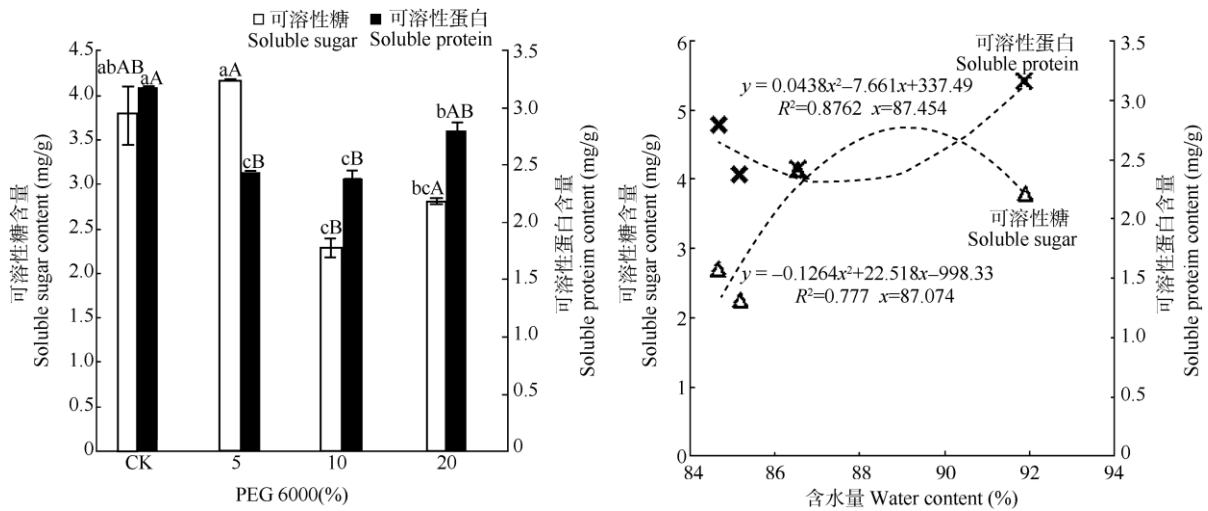 可溶性糖 可溶性蛋白
Soluble sugar Soluble protein
4.5
4.0
3.5
3.0
2.5
2.0
1.5
1.0
0.5
0
可溶性糖含量
Soluble sugar content (mg/g)
abAB
aA
aA
cB
cB
cB
bcA
bAB
3.5
3.0
2.5
2.0
1.5
1.0
0.5
0
可溶性蛋白含量
Soluble proteim content (mg/g)
CK 5 10 20
PEG 6000(%)
6
5
4
3
2
1
0
可溶性糖含量
Soluble sugar content (mg/g)
可溶性蛋白
Soluble protein
y = 0.0438x²–7.661x+337.49
R²=0.8762 x=87.454
可溶性糖
Soluble sugar
y = –0.1264x²+22.518x–998.33
R²=0.777 x=87.074
3.5
3.0
2.5
2.0
1.5
1.0
0.5
0
可溶性蛋白含量
Soluble proteim content (mg/g)
84 86 88 90 92 94
含水量 Water content (%)